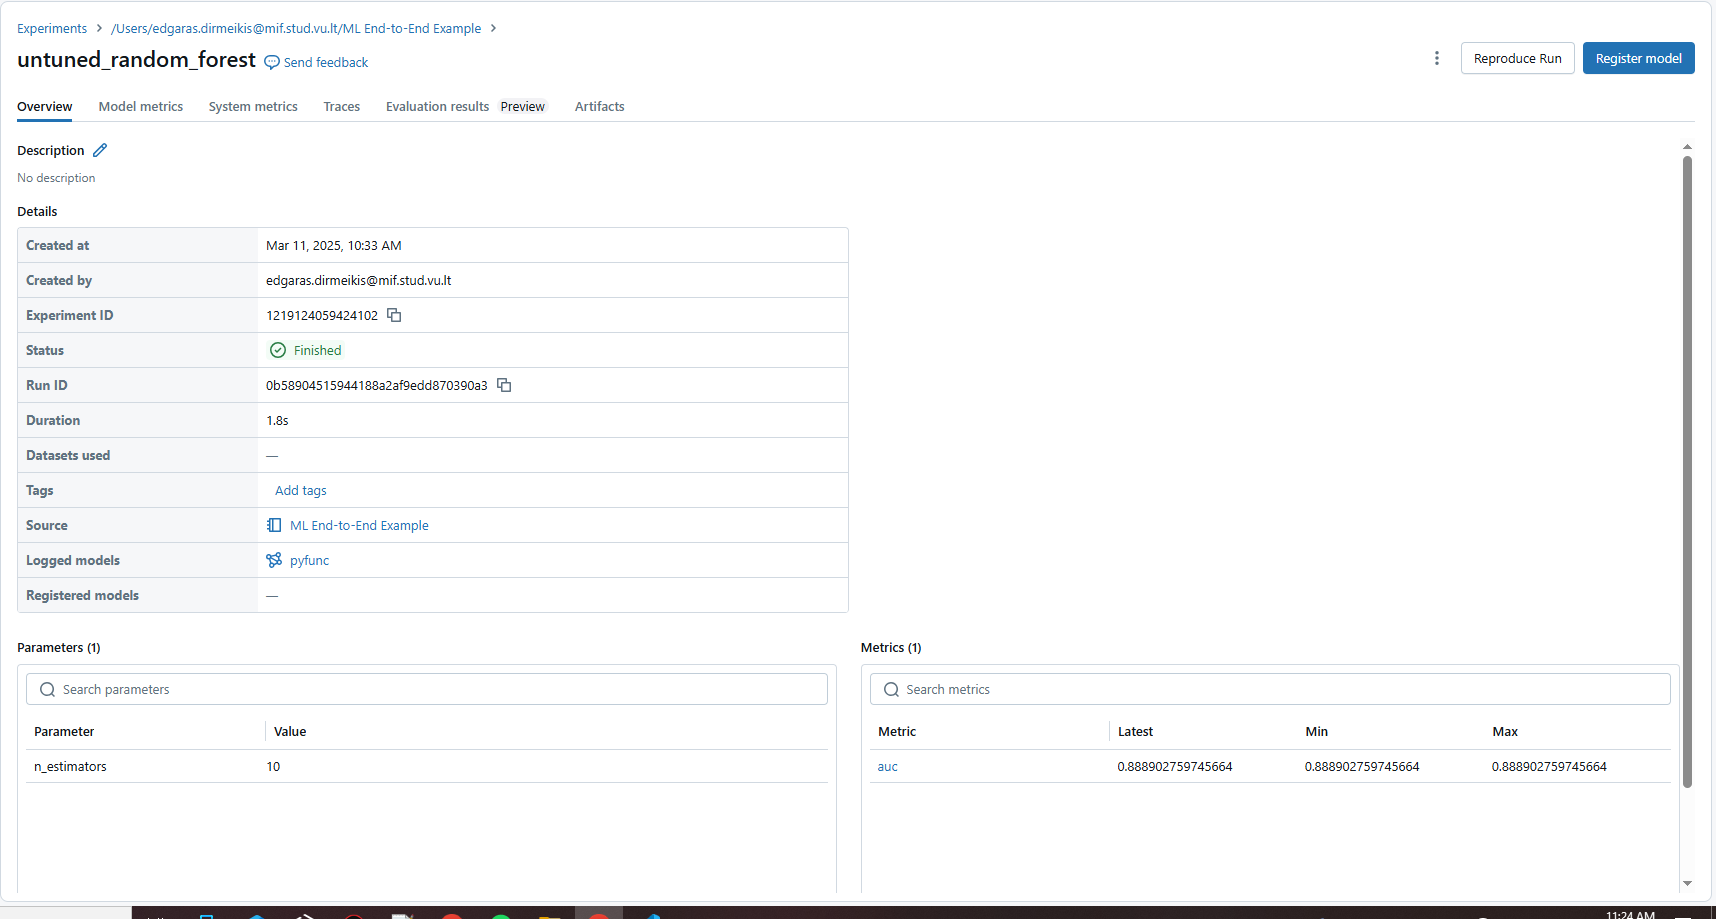 Experiments > /Users/edgaras.dirmeikis@mif.stud.vu.lt/ML End-to-End Example >
untuned_random_forest Send feedback
Reproduce Run Register model
Overview Model metrics System metrics Traces Evaluation results Preview Artifacts
Description
No description
Details
Created at Mar 11, 2025, 10:33 AM
Created by edgaras.dirmeikis@mif.stud.vu.lt
Experiment ID 1219124059424102
Status Finished
Run ID 0b58904515944188a2af9edd870390a3
Duration 1.8s
Datasets used —
Tags Add tags
Source ML End-to-End Example
Logged models pyfunc
Registered models —
Parameters (1) Metrics (1)
Search parameters Search metrics
Parameter Value Metric Latest Min Max
n_estimators 10 auc 0.888902759745664 0.888902759745664 0.888902759745664
11:24 AM